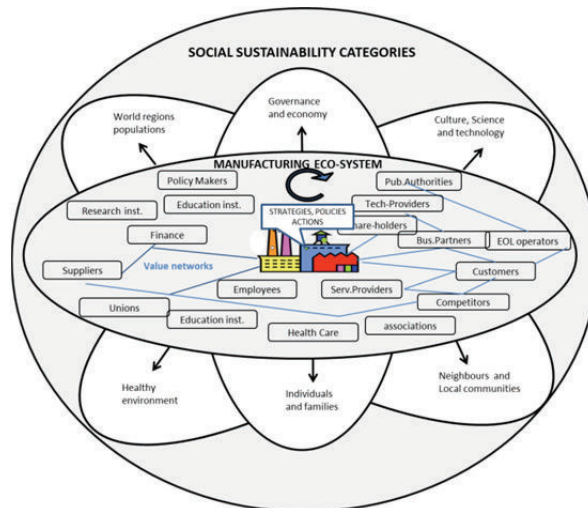 SOCIAL SUSTAINABILITY CATEGORIES
Governance
and economy
World regions
populations
Culture, Science
and technology
MANUFACTURING ECO-SYSTEM
Policy Makers
Pub.Authorities
Research inst.
Education inst.
Tech-Providers
STRATEGIES, POLICIES
ACTIONS
hare-holders
Finance
Bus.Partners
EOL operators
Suppliers
Value networks
Customers
Employees
Serv.Providers
Competitors
Unions
Education inst.
Health Care
associations
Healthy
environment
Individuals
and families
Neighbours and
Local communities